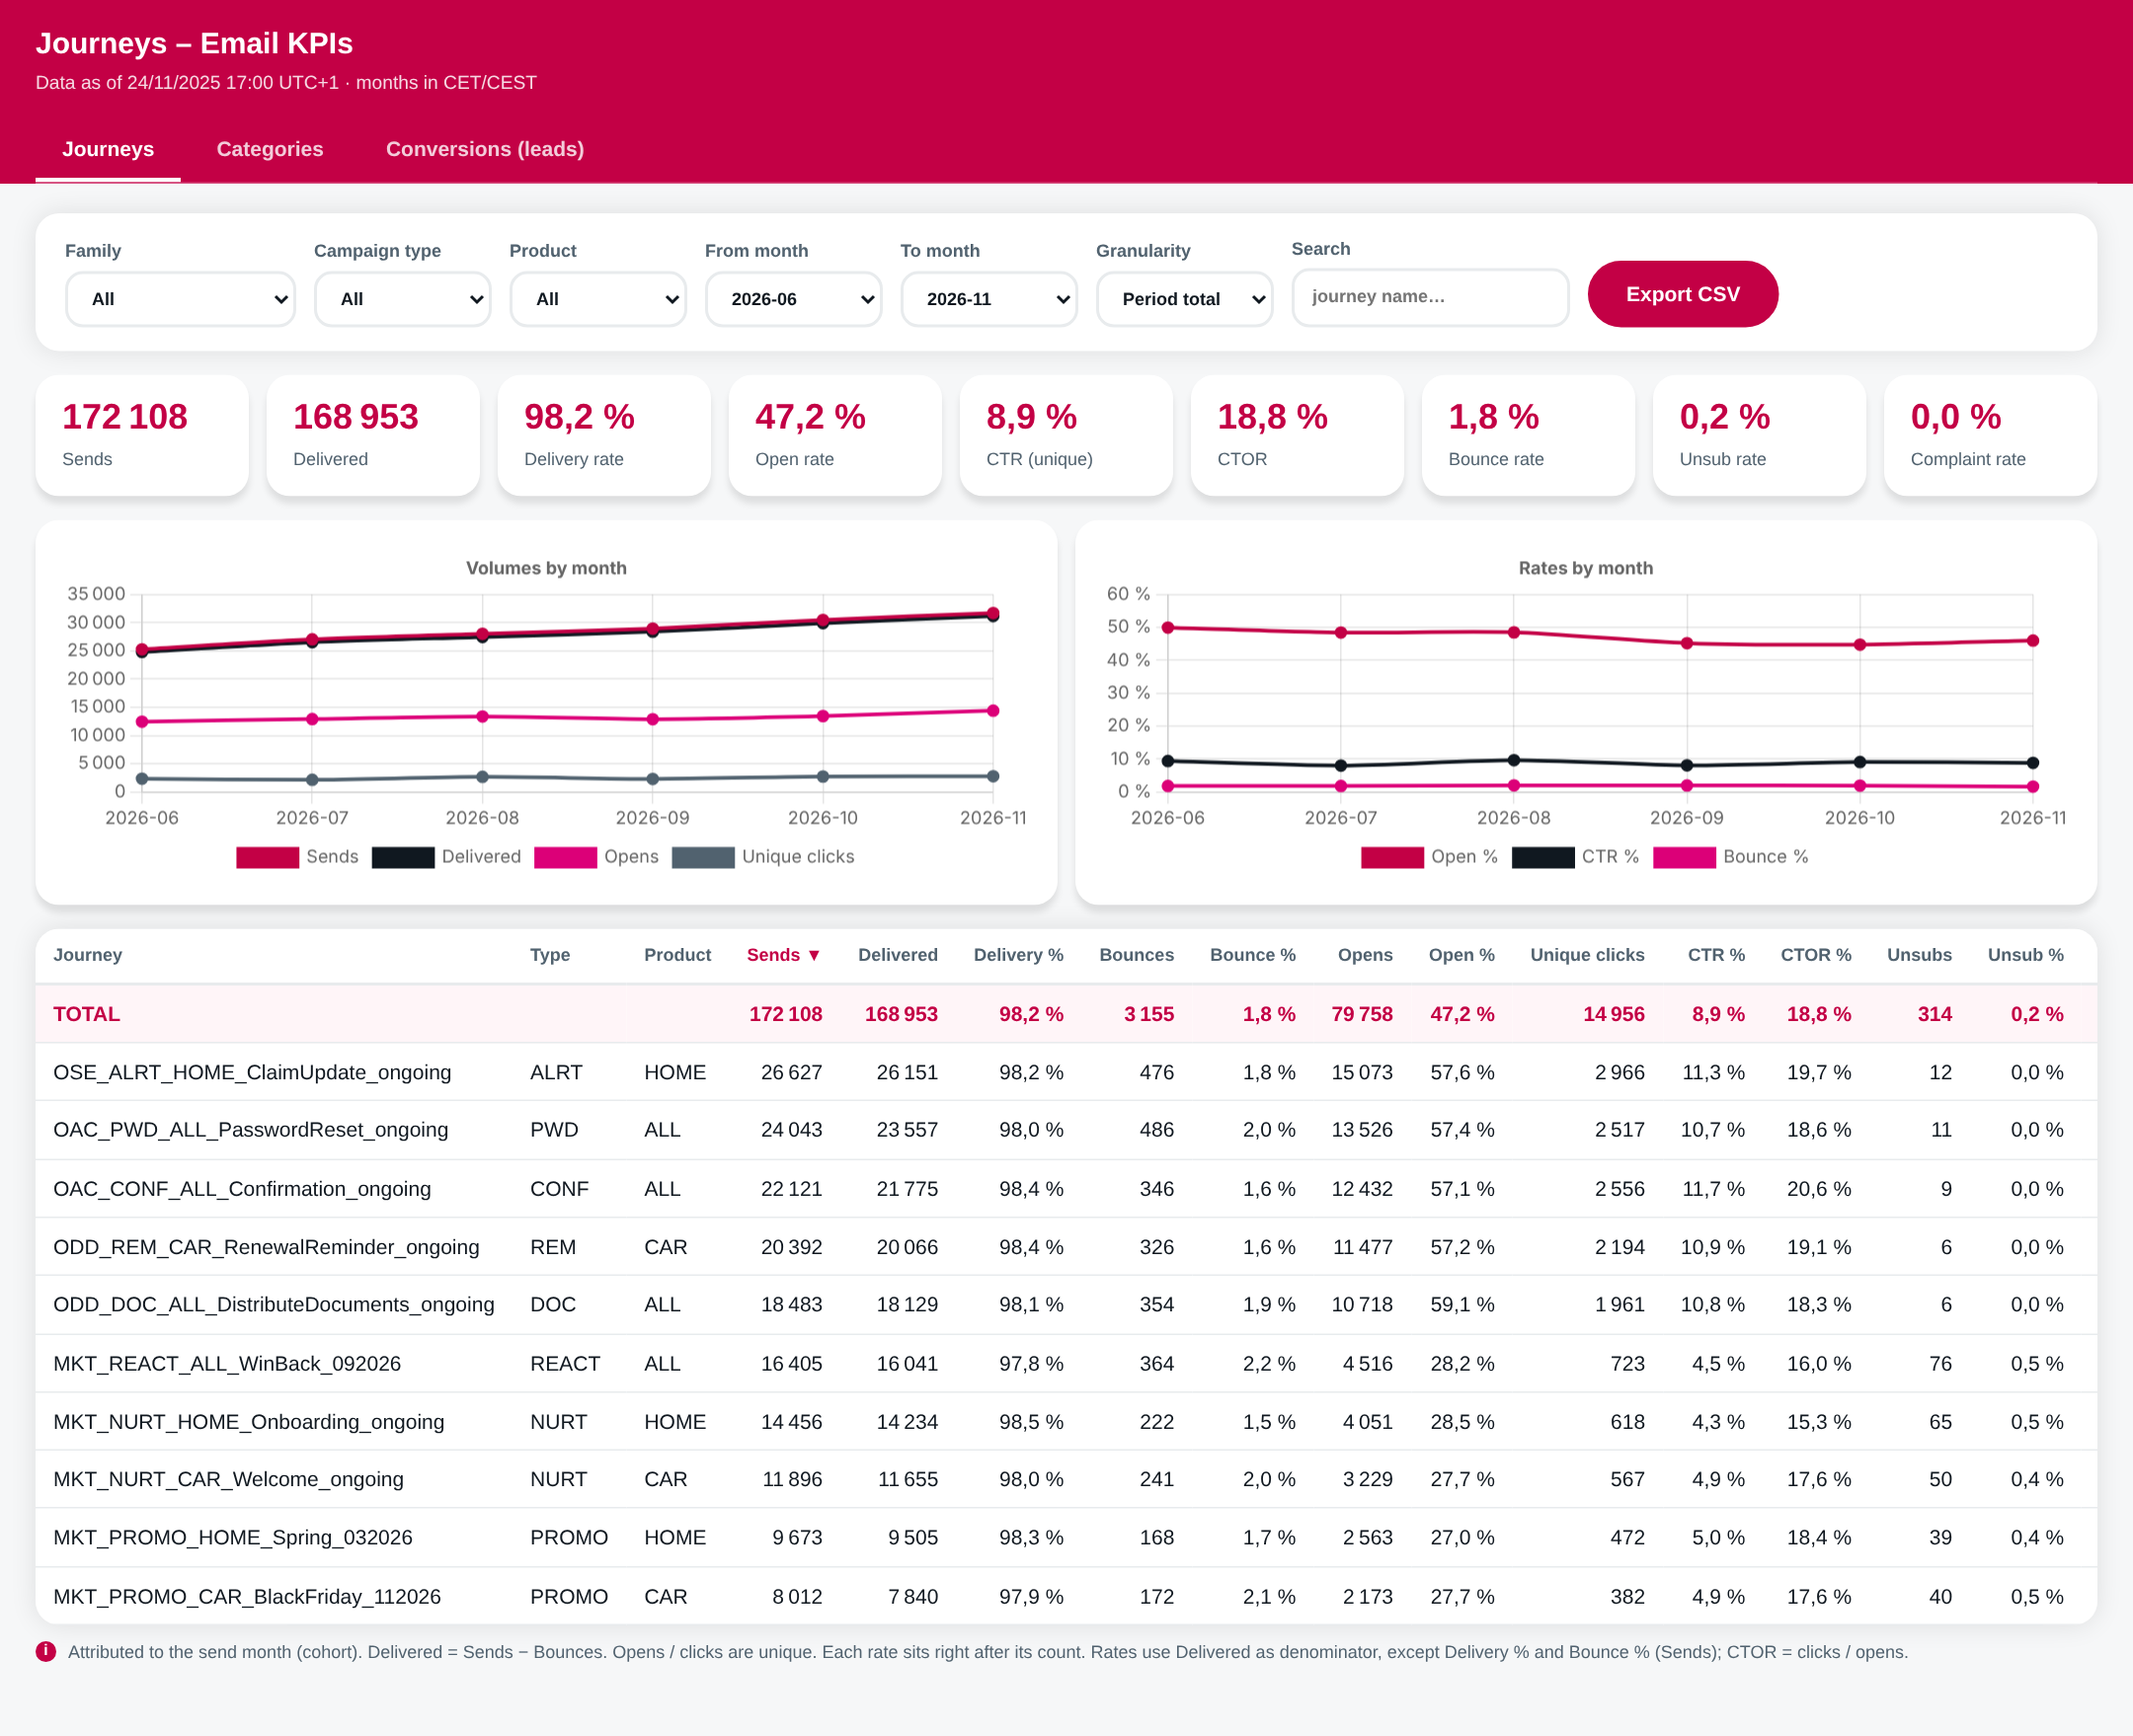 Journeys – Email KPIs
Data as of 24/11/2025 17:00 UTC+1 · months in CET/CEST
Journeys Categories Conversions (leads)
Family Campaign type Product From month To month Granularity Search
All All All 2026-06 2026-11 Period total journey name… Export CSV
172 108 168 953 98,2 % 47,2 % 8,9 % 18,8 % 1,8 % 0,2 % 0,0 %
Sends Delivered Delivery rate Open rate CTR (unique) CTOR Bounce rate Unsub rate Complaint rate
Volumes by month
35 000
30 000
25 000
20 000
15 000
10 000
5 000
0
2026-06 2026-07 2026-08 2026-09 2026-10 2026-11
Sends Delivered Opens Unique clicks
Rates by month
60 %
50 %
40 %
30 %
20 %
10 %
0 %
2026-06 2026-07 2026-08 2026-09 2026-10 2026-11
Open % CTR % Bounce %
Journey Type Product Sends ▼ Delivered Delivery % Bounces Bounce % Opens Open % Unique clicks CTR % CTOR % Unsubs Unsub %
TOTAL 172 108 168 953 98,2 % 3 155 1,8 % 79 758 47,2 % 14 956 8,9 % 18,8 % 314 0,2 %
OSE_ALRT_HOME_ClaimUpdate_ongoing ALRT HOME 26 627 26 151 98,2 % 476 1,8 % 15 073 57,6 % 2 966 11,3 % 19,7 % 12 0,0 %
OAC_PWD_ALL_PasswordReset_ongoing PWD ALL 24 043 23 557 98,0 % 486 2,0 % 13 526 57,4 % 2 517 10,7 % 18,6 % 11 0,0 %
OAC_CONF_ALL_Confirmation_ongoing CONF ALL 22 121 21 775 98,4 % 346 1,6 % 12 432 57,1 % 2 556 11,7 % 20,6 % 9 0,0 %
ODD_REM_CAR_RenewalReminder_ongoing REM CAR 20 392 20 066 98,4 % 326 1,6 % 11 477 57,2 % 2 194 10,9 % 19,1 % 6 0,0 %
ODD_DOC_ALL_DistributeDocuments_ongoing DOC ALL 18 483 18 129 98,1 % 354 1,9 % 10 718 59,1 % 1 961 10,8 % 18,3 % 6 0,0 %
MKT_REACT_ALL_WinBack_092026 REACT ALL 16 405 16 041 97,8 % 364 2,2 % 4 516 28,2 % 723 4,5 % 16,0 % 76 0,5 %
MKT_NURT_HOME_Onboarding_ongoing NURT HOME 14 456 14 234 98,5 % 222 1,5 % 4 051 28,5 % 618 4,3 % 15,3 % 65 0,5 %
MKT_NURT_CAR_Welcome_ongoing NURT CAR 11 896 11 655 98,0 % 241 2,0 % 3 229 27,7 % 567 4,9 % 17,6 % 50 0,4 %
MKT_PROMO_HOME_Spring_032026 PROMO HOME 9 673 9 505 98,3 % 168 1,7 % 2 563 27,0 % 472 5,0 % 18,4 % 39 0,4 %
MKT_PROMO_CAR_BlackFriday_112026 PROMO CAR 8 012 7 840 97,9 % 172 2,1 % 2 173 27,7 % 382 4,9 % 17,6 % 40 0,5 %
i Attributed to the send month (cohort). Delivered = Sends − Bounces. Opens / clicks are unique. Each rate sits right after its count. Rates use Delivered as denominator, except Delivery % and Bounce % (Sends); CTOR = clicks / opens.